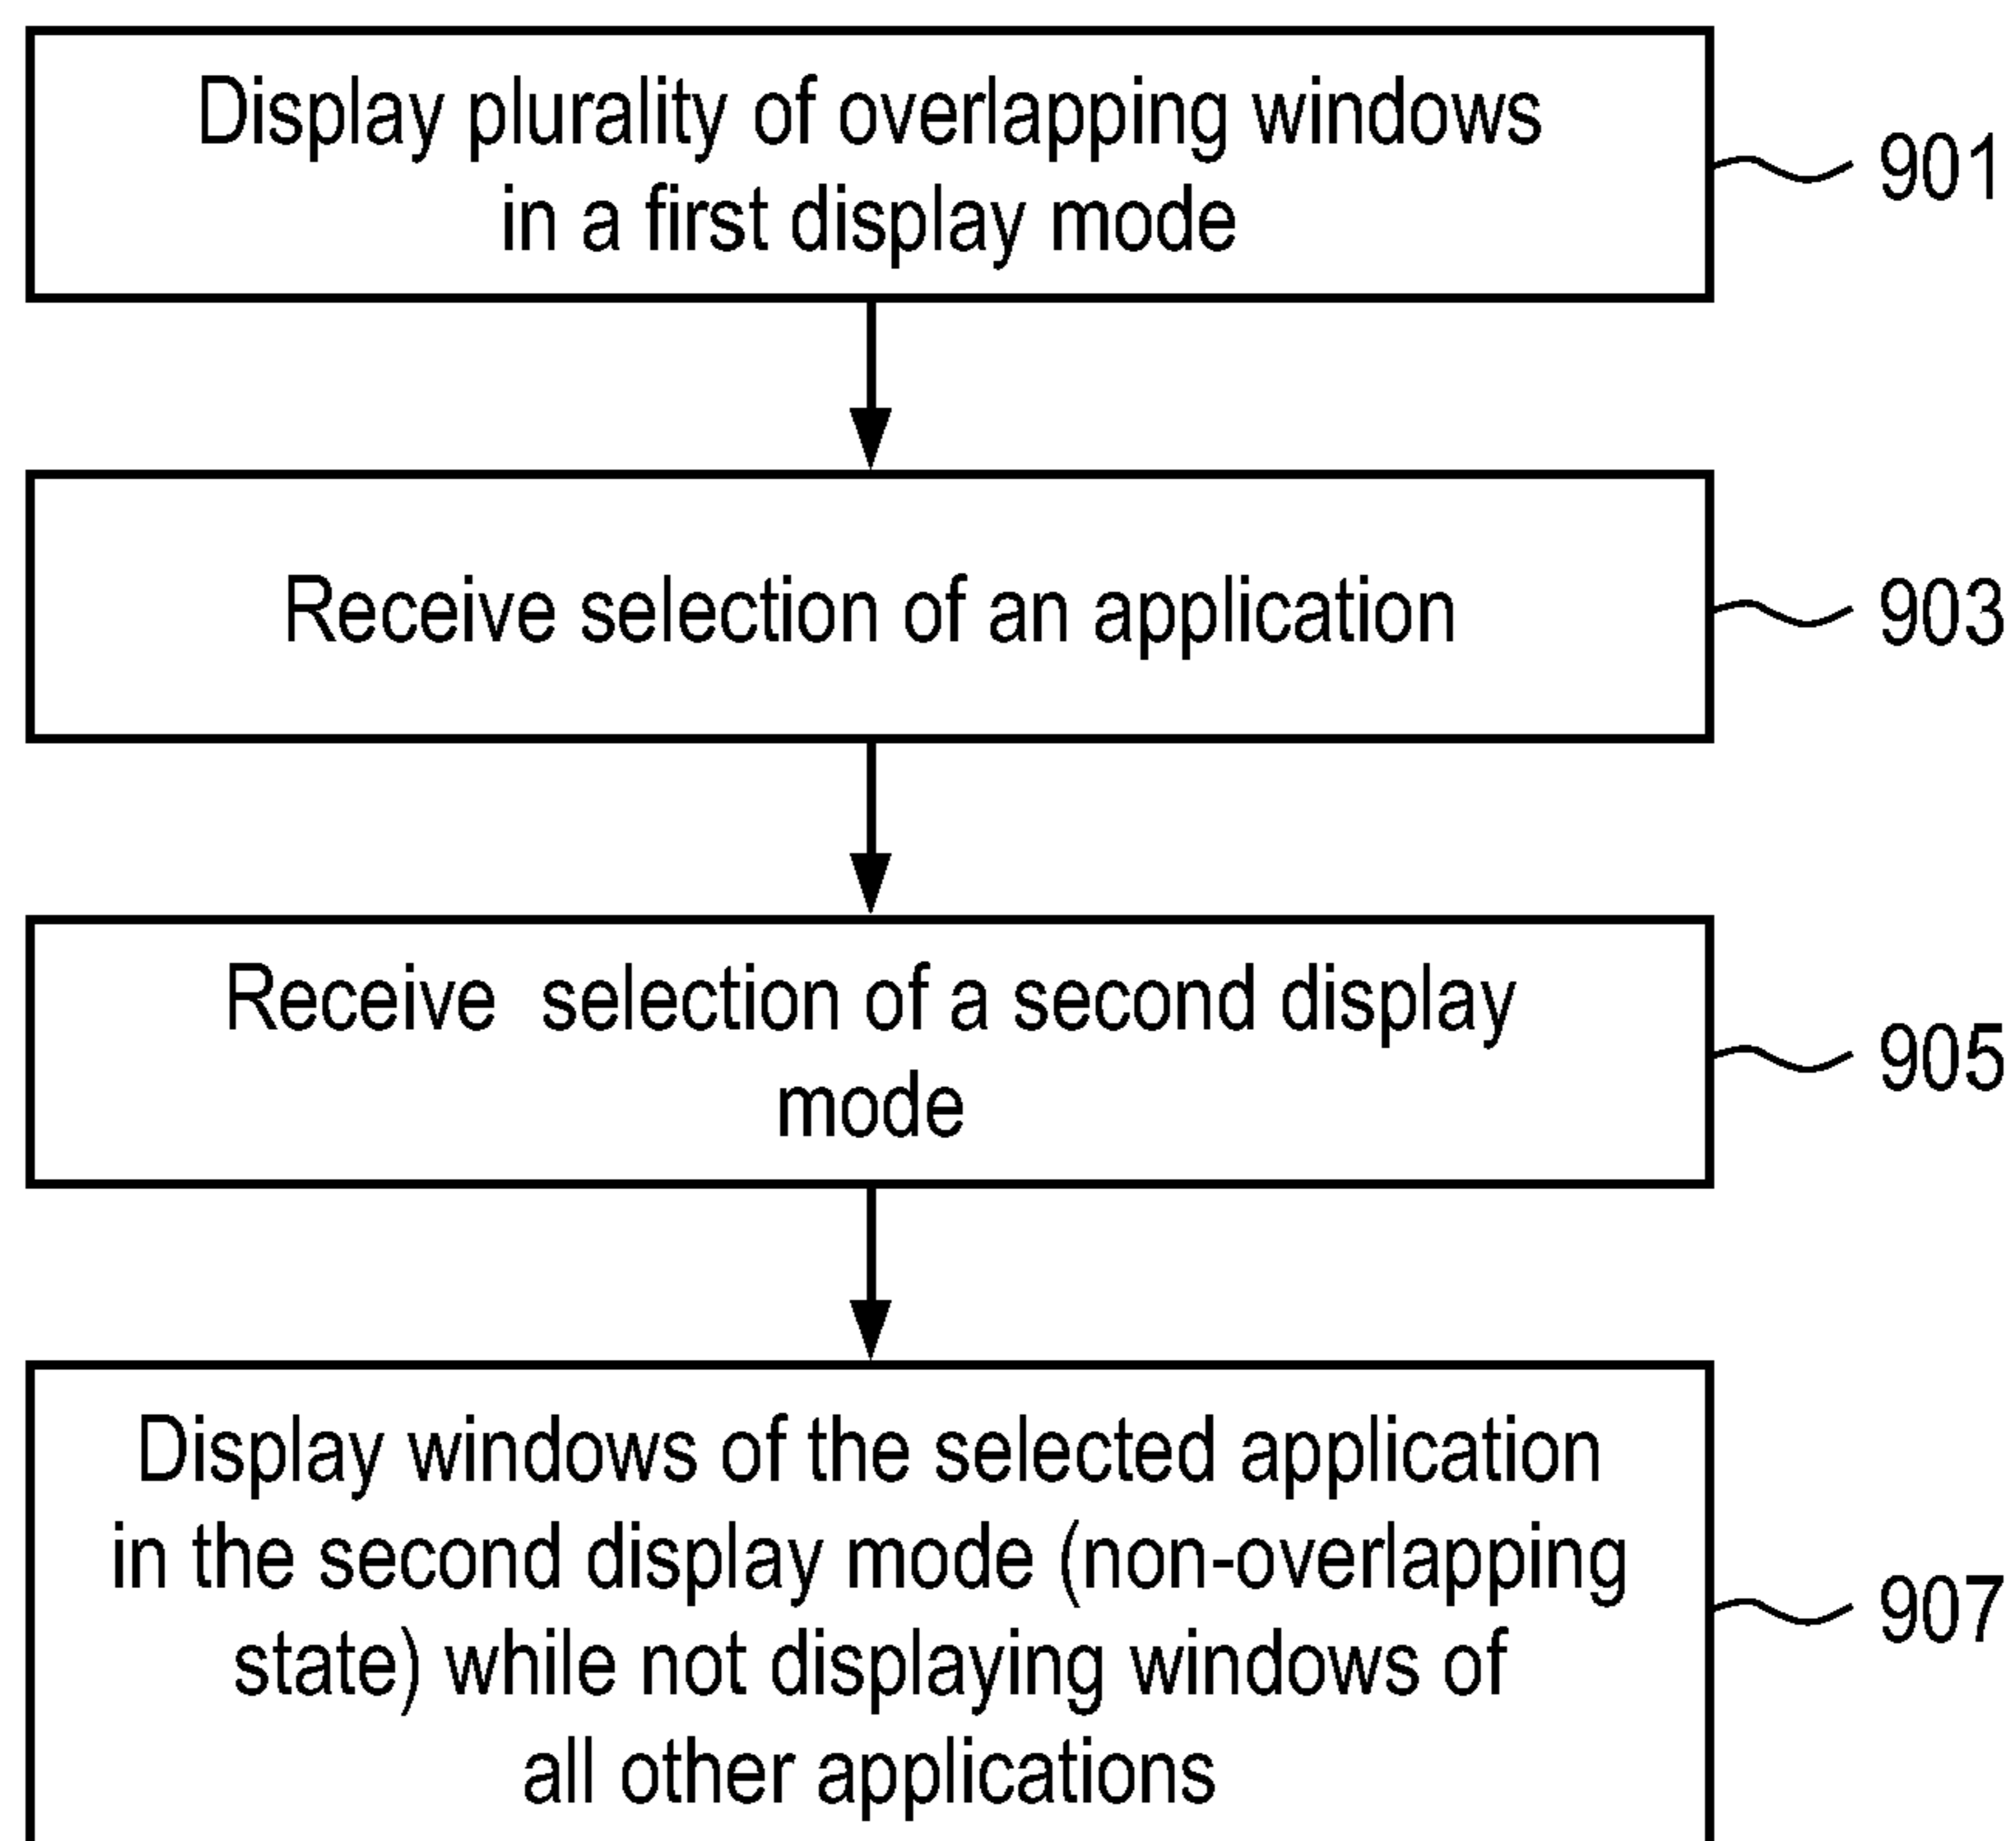 Display plurality of overlapping windows
in a first display mode
901
Receive selection of an application
903
Receive selection of a second display
mode
905
Display windows of the selected application
in the second display mode (non-overlapping
state) while not displaying windows of
all other applications
907